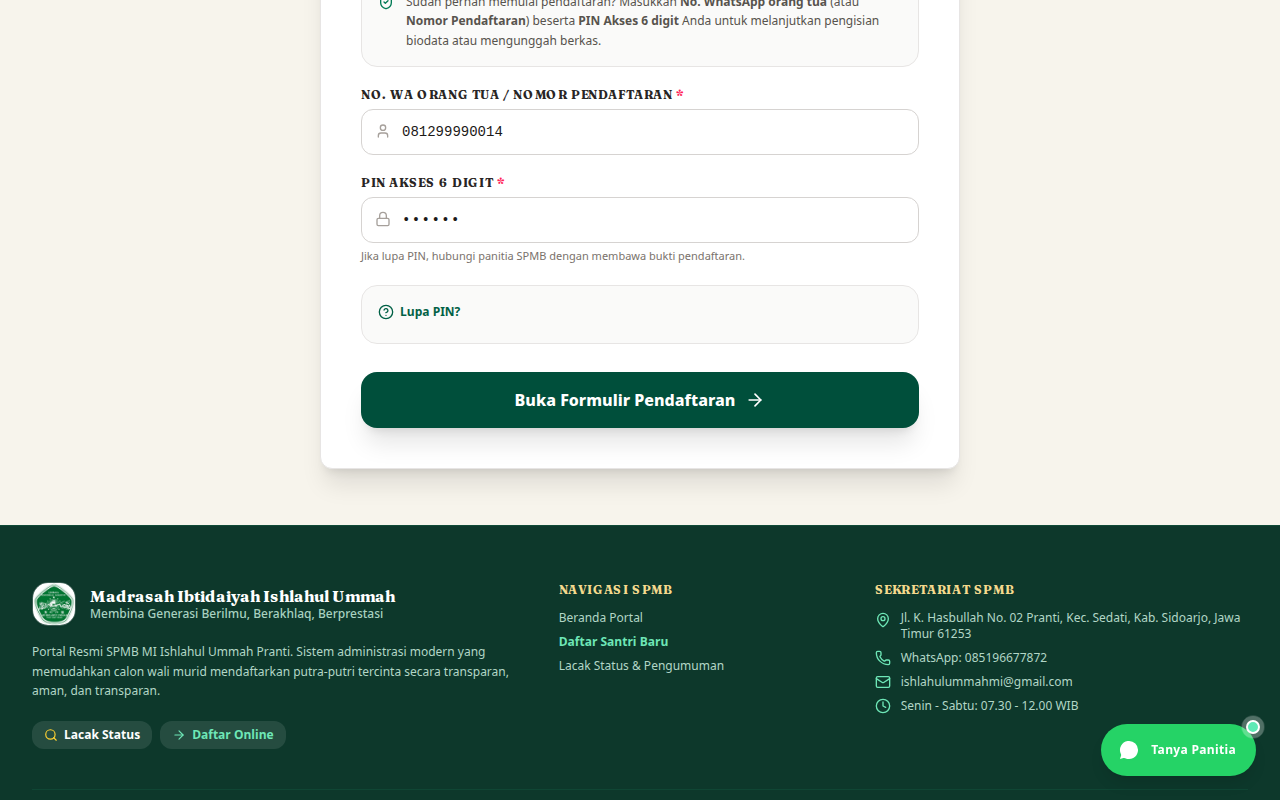 Sudah pernah memulai pendaftaran? Masukkan No. WhatsApp orang tua (atau
Nomor Pendaftaran) beserta PIN Akses 6 digit Anda untuk melanjutkan pengisian
biodata atau mengunggah berkas.
NO. WA ORANG TUA / NOMOR PENDAFTARAN *
081299990014
PIN AKSES 6 DIGIT *
••••••
Jika lupa PIN, hubungi panitia SPMB dengan membawa bukti pendaftaran.
Lupa PIN?
Buka Formulir Pendaftaran
Madrasah Ibtidaiyah Ishlahul Ummah
Membina Generasi Berilmu, Berakhlaq, Berprestasi
Portal Resmi SPMB MI Ishlahul Ummah Pranti. Sistem administrasi modern yang
memudahkan calon wali murid mendaftarkan putra-putri tercinta secara transparan,
aman, dan transparan.
Lacak Status
Daftar Online
NAVIGASI SPMB
Beranda Portal
Daftar Santri Baru
Lacak Status & Pengumuman
SEKRETARIAT SPMB
Jl. K. Hasbullah No. 02 Pranti, Kec. Sedati, Kab. Sidoarjo, Jawa
Timur 61253
WhatsApp: 085196677872
ishlahulummahmi@gmail.com
Senin - Sabtu: 07.30 - 12.00 WIB
Tanya Panitia